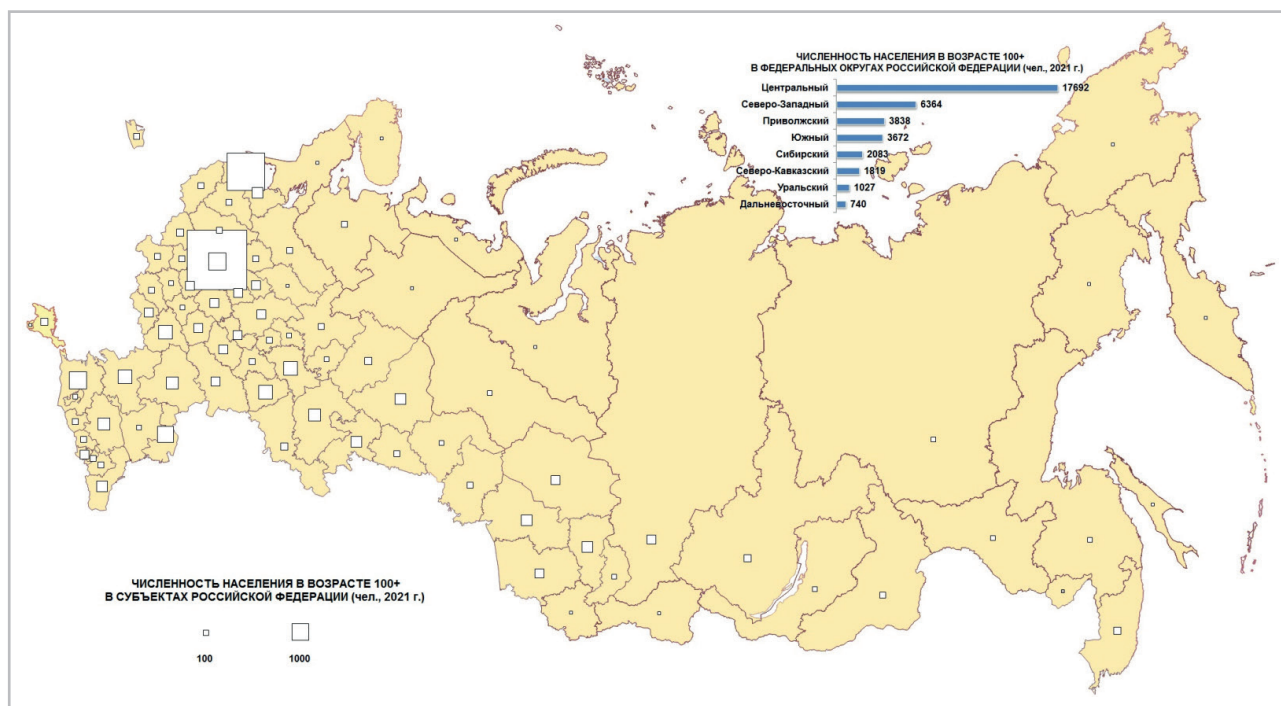 ЧИСЛЕННОСТЬ НАСЕЛЕНИЯ В ВОЗРАСТЕ 100+
В ФЕДЕРАЛЬНЫХ ОКРУГАХ РОССИЙСКОЙ ФЕДЕРАЦИИ (чел., 2021 г.)
Центральный 17692
Северо-Западный 6364
Приволжский 3838
Южный 3672
Сибирский 2083
Северо-Кавказский 1819
Уральский 1027
Дальневосточный 740
ЧИСЛЕННОСТЬ НАСЕЛЕНИЯ В ВОЗРАСТЕ 100+
В СУБЪЕКТАХ РОССИЙСКОЙ ФЕДЕРАЦИИ (чел., 2021 г.)
100 1000